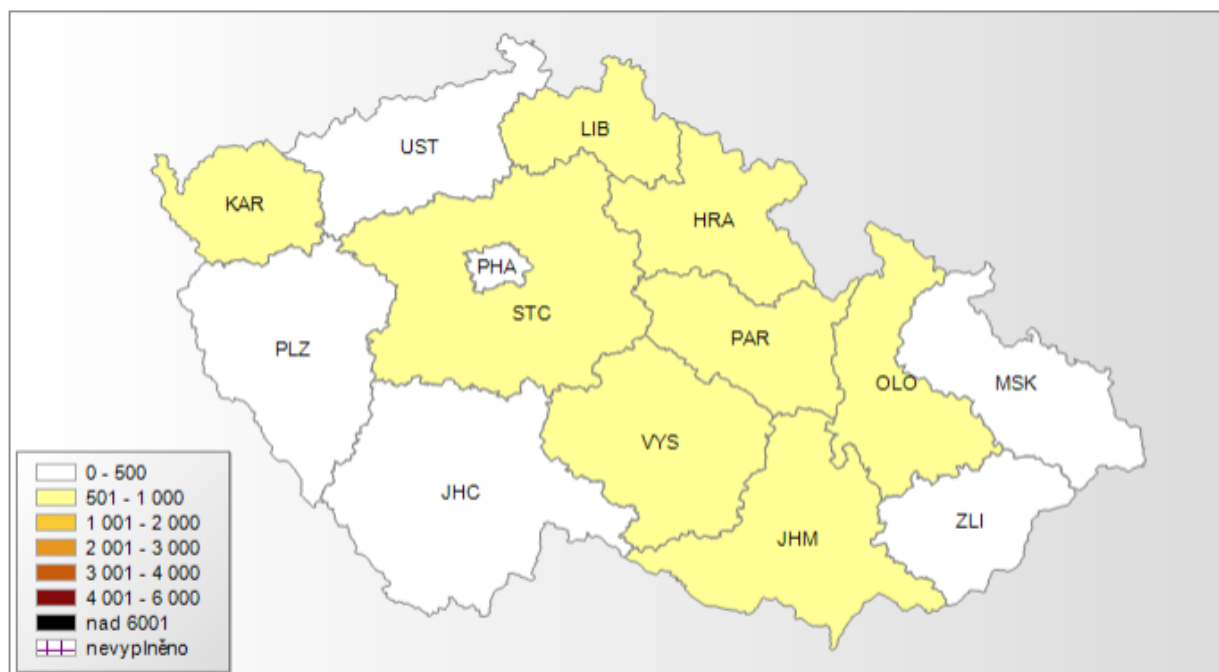 LIB
UST
KAR
HRA
PHA
STC
PAR
PLZ
OLO
MSK
VYS
JHC
ZLI
JHM
0 - 500
501 - 1 000
1 001 - 2 000
2 001 - 3 000
3 001 - 4 000
4 001 - 6 000
nad 6001
nevyplněno